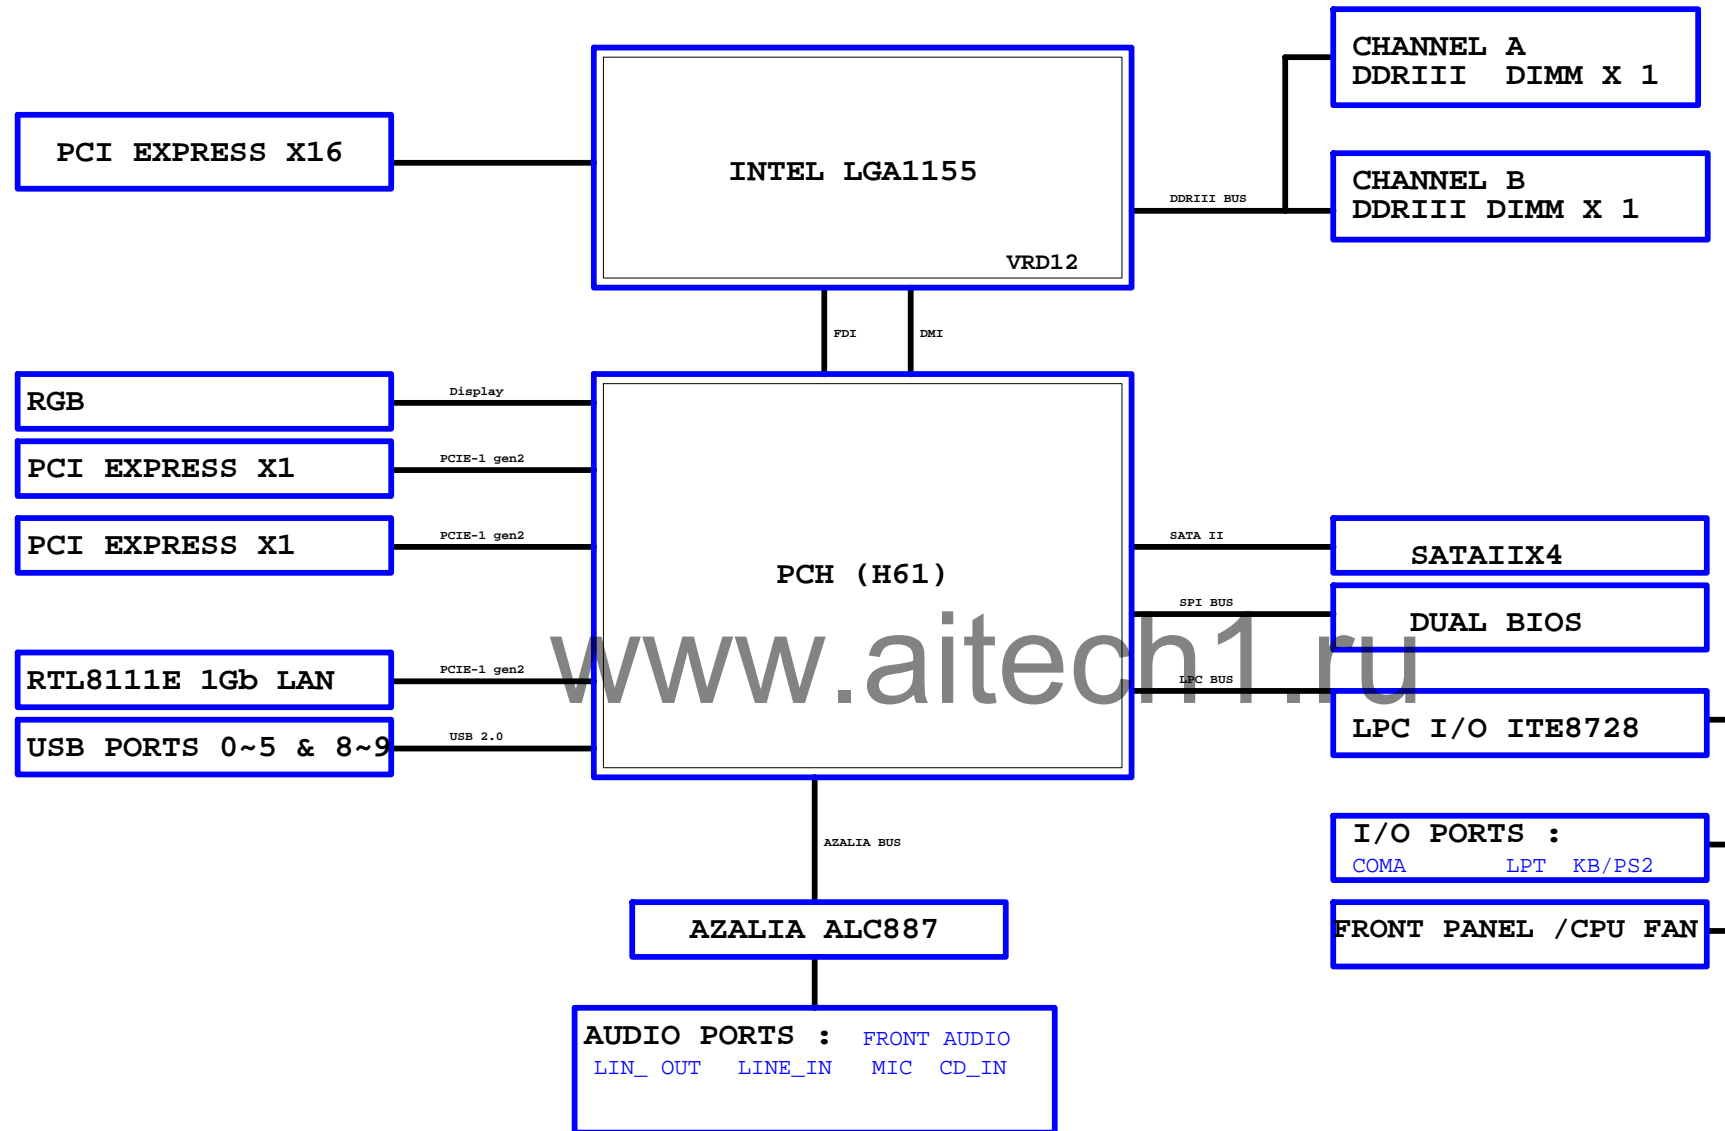 CHANNEL A
DDRIII DIMM X 1
PCI EXPRESS X16
INTEL LGA1155
VRD12
DDRIII BUS
CHANNEL B
DDRIII DIMM X 1
FDI
DMI
RGB
Display
PCI EXPRESS X1
PCIE-1 gen2
PCI EXPRESS X1
PCIE-1 gen2
PCH (H61)
SATA II
SATAIIX4
SPI BUS
DUAL BIOS
www.aitech1.ru
RTL8111E 1Gb LAN
PCIE-1 gen2
LPC BUS
LPC I/O ITE8728
USB PORTS 0~5 & 8~9
USB 2.0
AZALIA BUS
I/O PORTS :
COMA LPT KB/PS2
AZALIA ALC887
FRONT PANEL /CPU FAN
AUDIO PORTS : FRONT AUDIO
LIN_ OUT LINE_IN MIC CD_IN